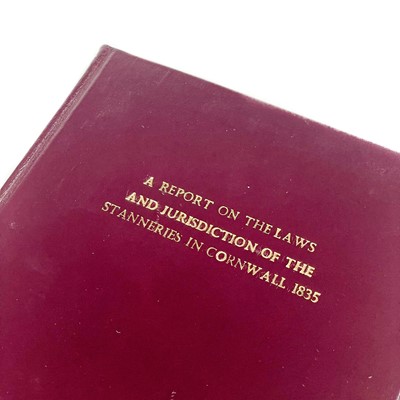 A REPORT ON THE LAWS
AND JURISDICTION OF THE
STANNERIES IN CORNWALL, 1835